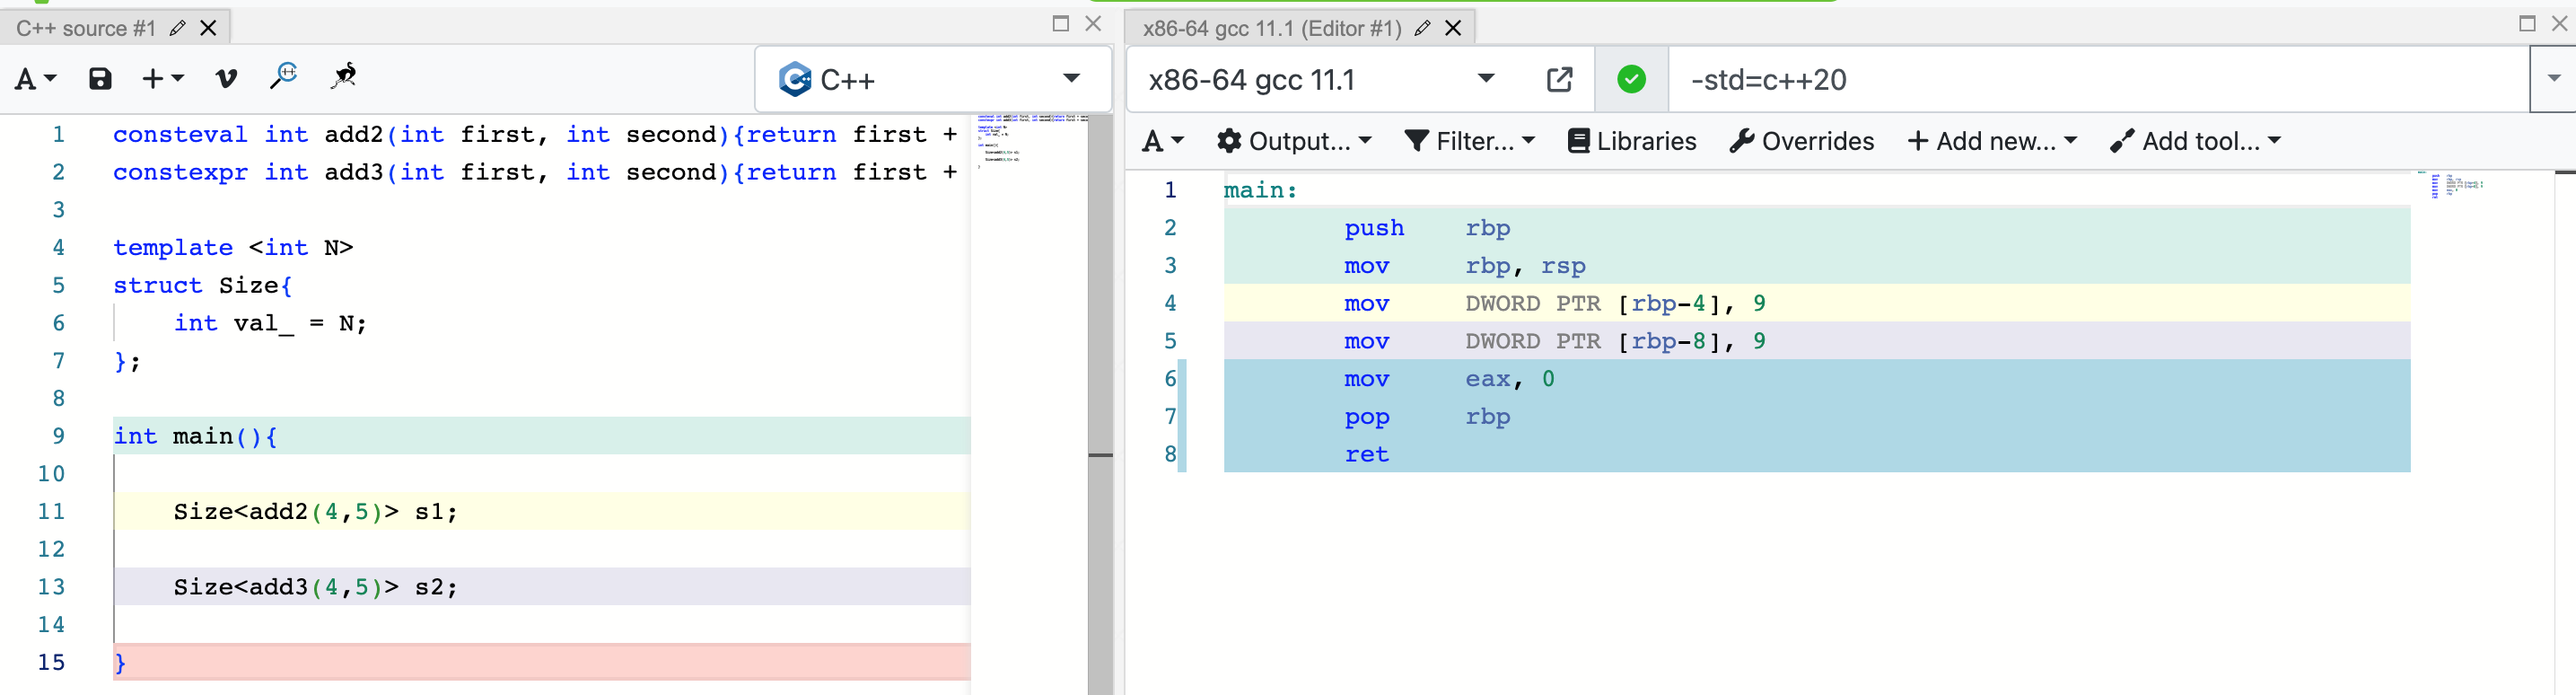 C++ source #1
A
C++
1 consteval int add2(int first, int second){return first +
2 constexpr int add3(int first, int second){return first +
3
4 template <int N>
5 struct Size{
6     int val_ = N;
7 };
8
9 int main(){
10
11     Size<add2(4,5)> s1;
12
13     Size<add3(4,5)> s2;
14
15 }
x86-64 gcc 11.1 (Editor #1)
x86-64 gcc 11.1 -std=c++20
A Output... Filter... Libraries Overrides + Add new... Add tool...
1 main:
2         push    rbp
3         mov     rbp, rsp
4         mov     DWORD PTR [rbp-4], 9
5         mov     DWORD PTR [rbp-8], 9
6         mov     eax, 0
7         pop     rbp
8         ret